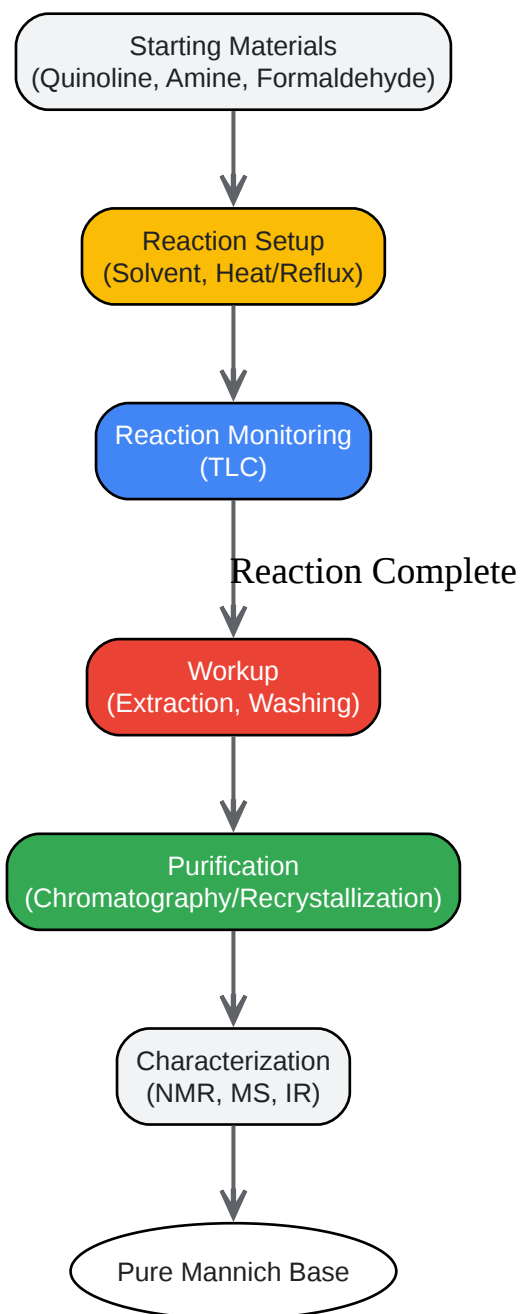 Starting Materials
(Quinoline, Amine, Formaldehyde)
Reaction Setup
(Solvent, Heat/Reflux)
Reaction Monitoring
(TLC)
Reaction Complete
Workup
(Extraction, Washing)
Purification
(Chromatography/Recrystallization)
Characterization
(NMR, MS, IR)
Pure Mannich Base